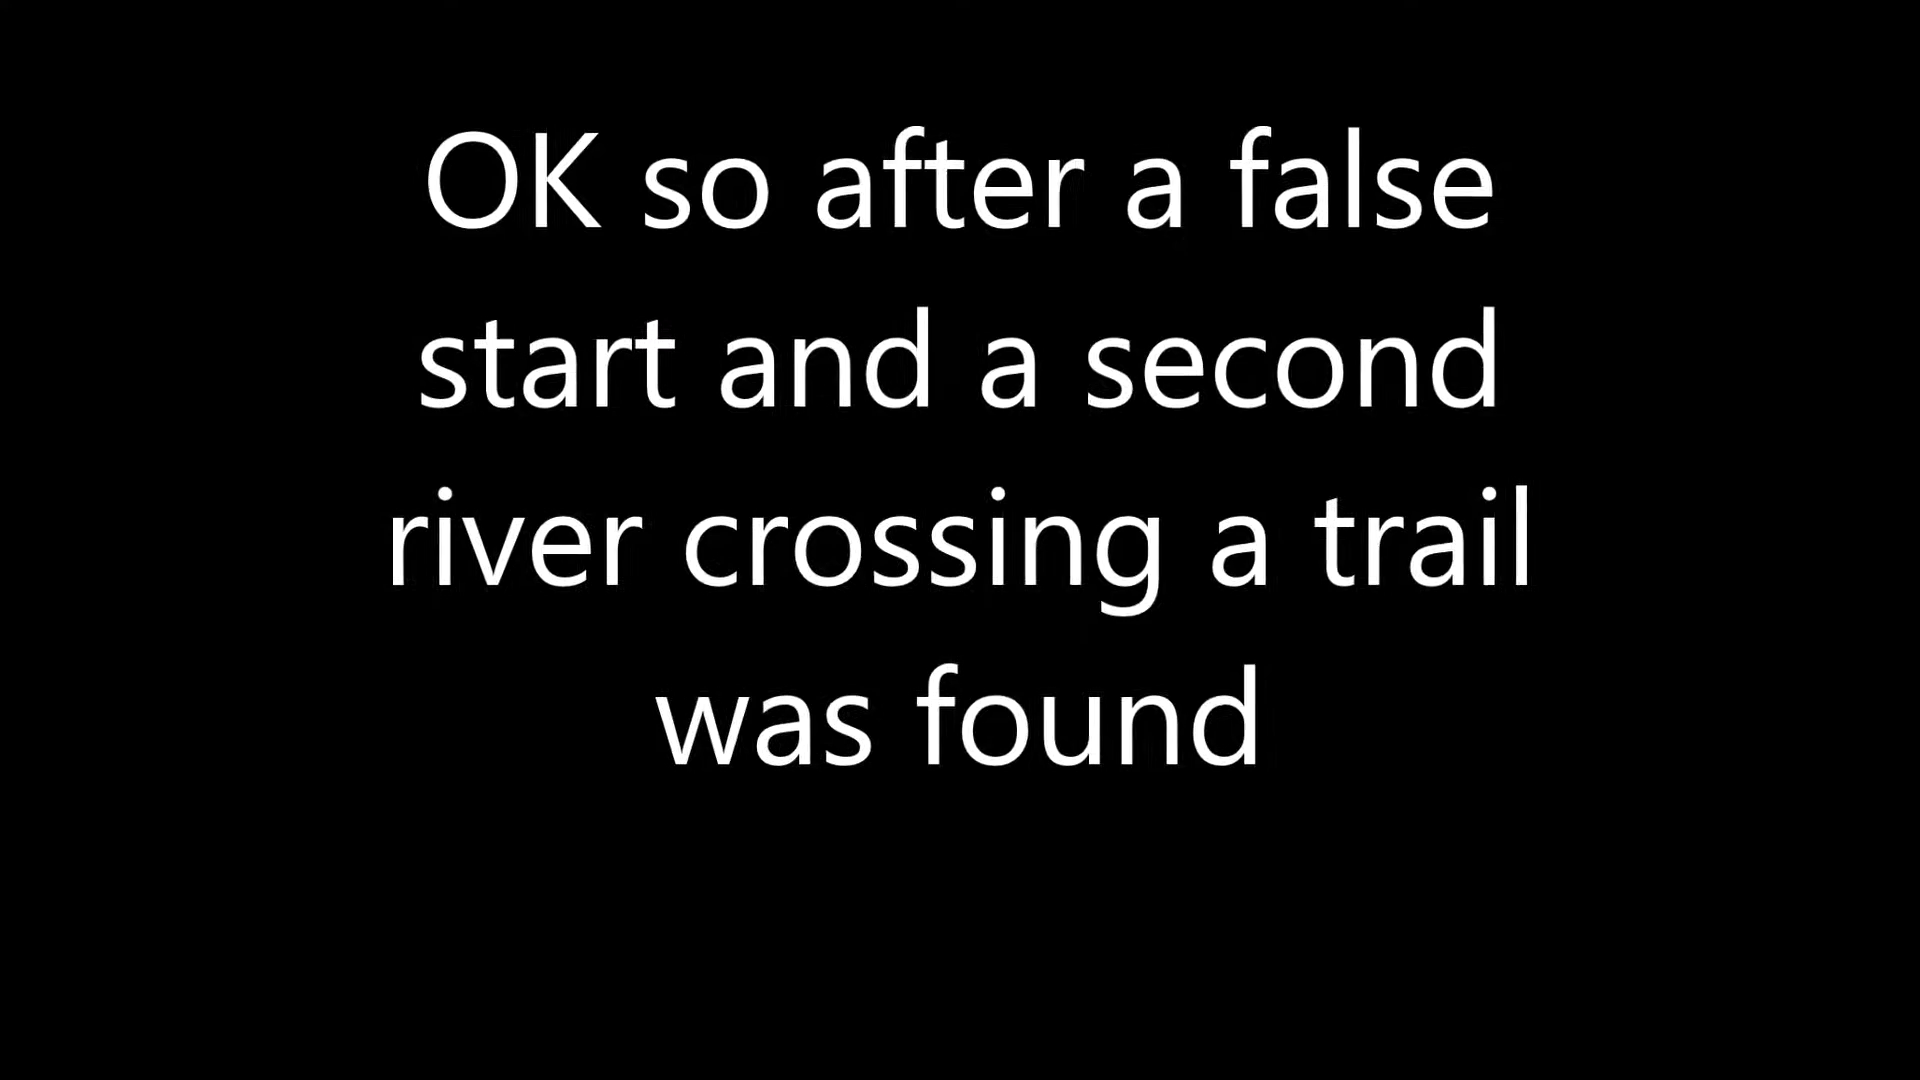 OK so after a false
start and a second
river crossing a trail
was found